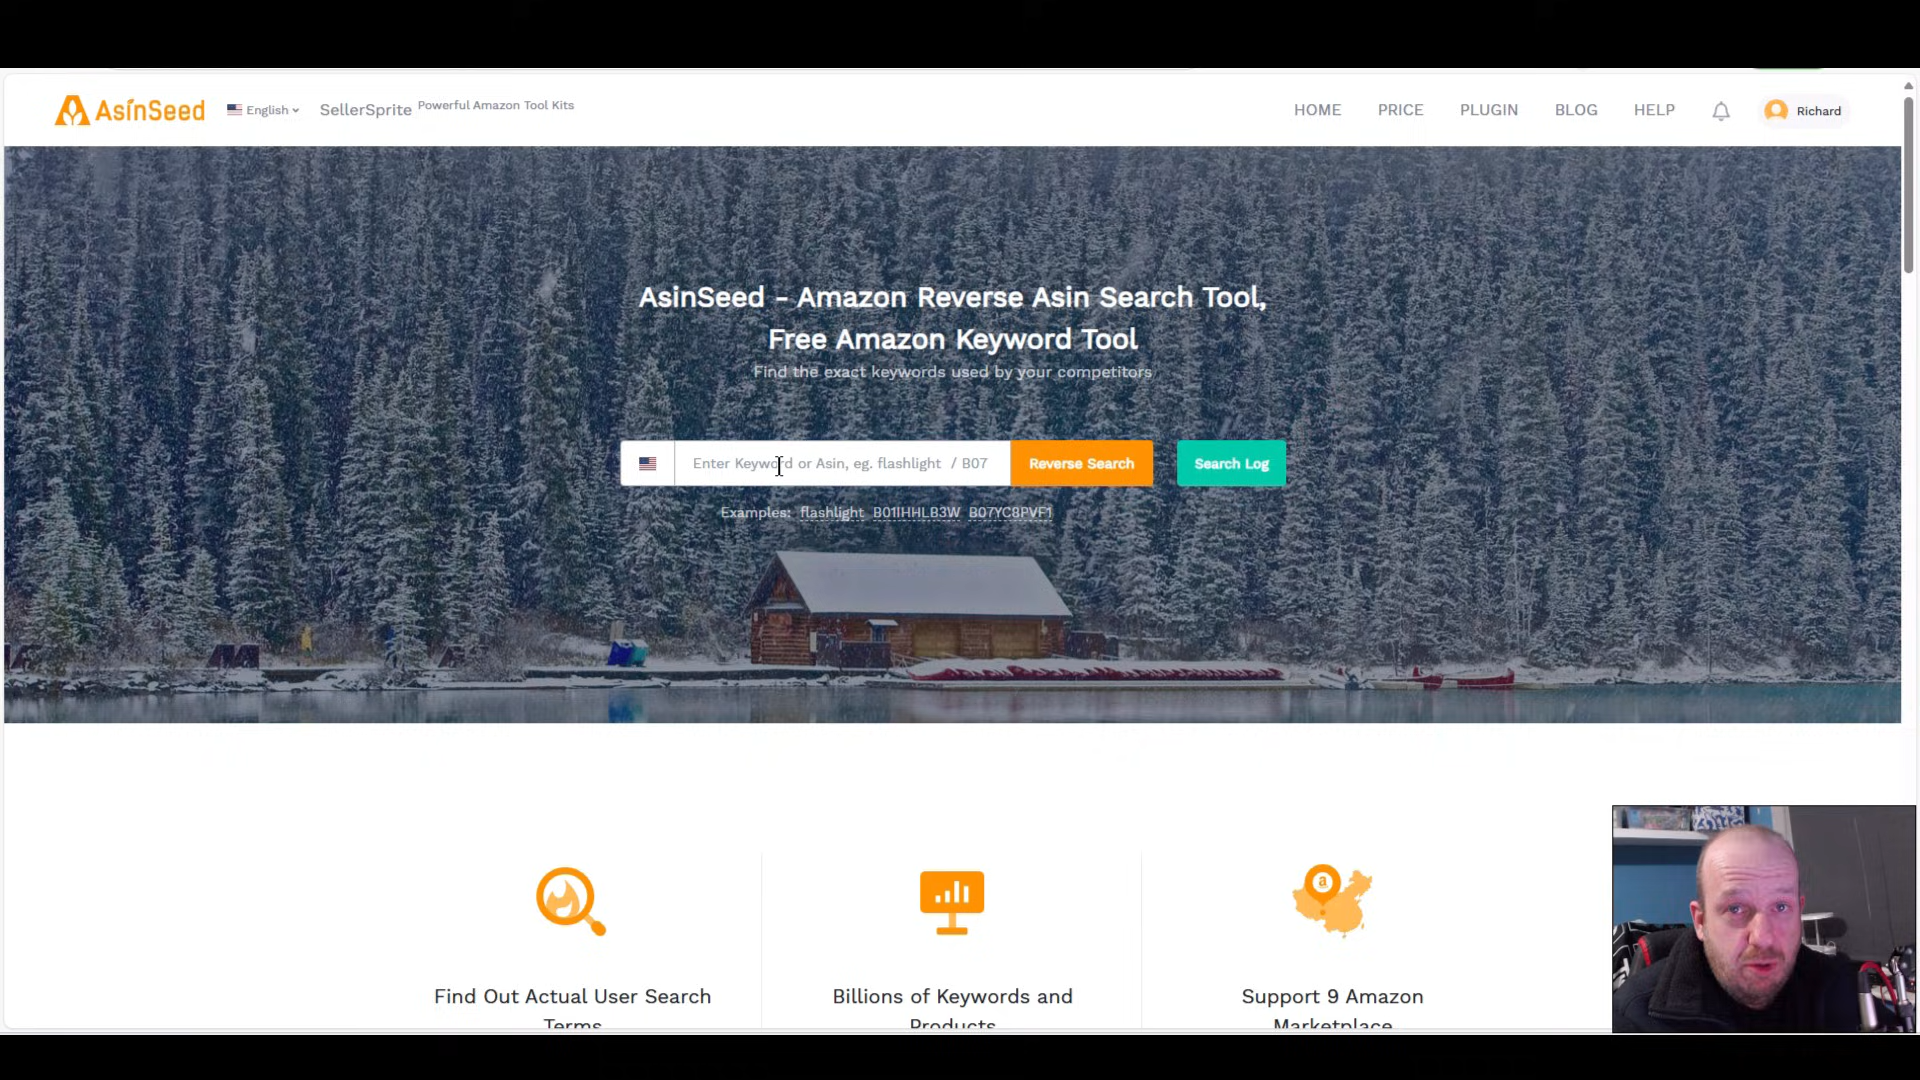 AsinSeed
English
SellerSprite Powerful Amazon Tool Kits
HOME
PRICE
PLUGIN
BLOG
HELP
Richard
AsinSeed - Amazon Reverse Asin Search Tool,
Free Amazon Keyword Tool
Find the exact keywords used by your competitors
Enter Keyword or Asin, eg. flashlight / B07
Reverse Search
Search Log
Examples: flashlight B01IHHLB3W B07YC8PVF1
Find Out Actual User Search
Terms
Billions of Keywords and
Products
Support 9 Amazon
Marketplace